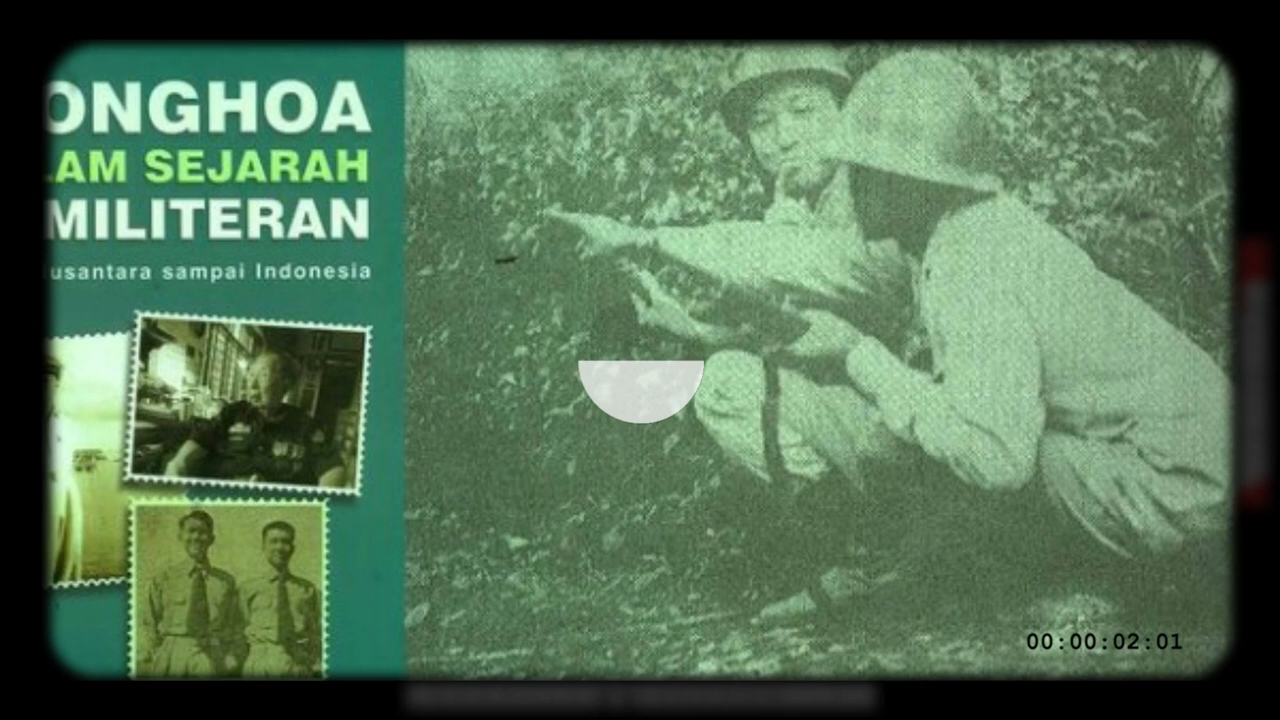 ONGHOA
LAM SEJARAH
MILITERAN
usantara sampai Indonesia
00:00:02:01